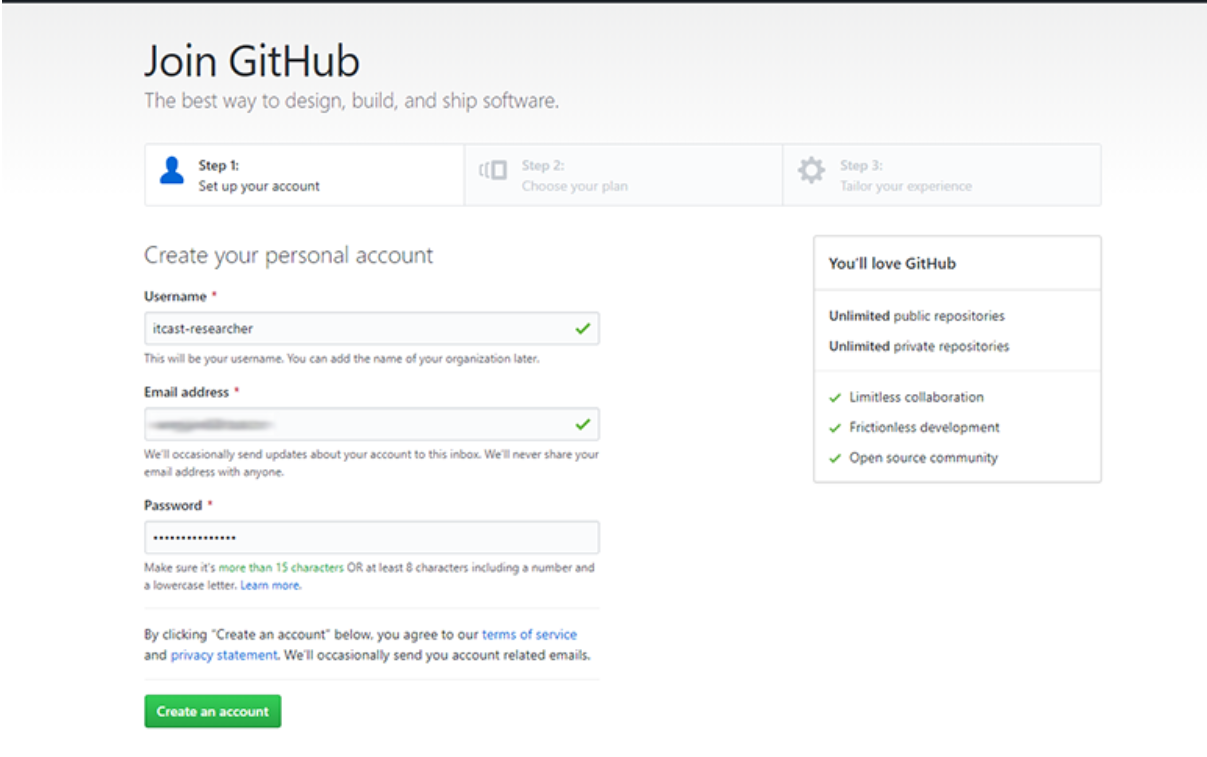 Join GitHub
The best way to design, build, and ship software.
Step 1:
Set up your account
Step 2:
Choose your plan
Step 3:
Tailor your experience
Create your personal account
Username *
itcast-researcher
This will be your username. You can add the name of your organization later.
Email address *
We'll occasionally send updates about your account to this inbox. We'll never share your
email address with anyone.
Password *
•••••••••••••••
Make sure it's more than 15 characters OR at least 8 characters including a number and
a lowercase letter. Learn more.
By clicking "Create an account" below, you agree to our terms of service
and privacy statement. We'll occasionally send you account related emails.
Create an account
You'll love GitHub
Unlimited public repositories
Unlimited private repositories
Limitless collaboration
Frictionless development
Open source community